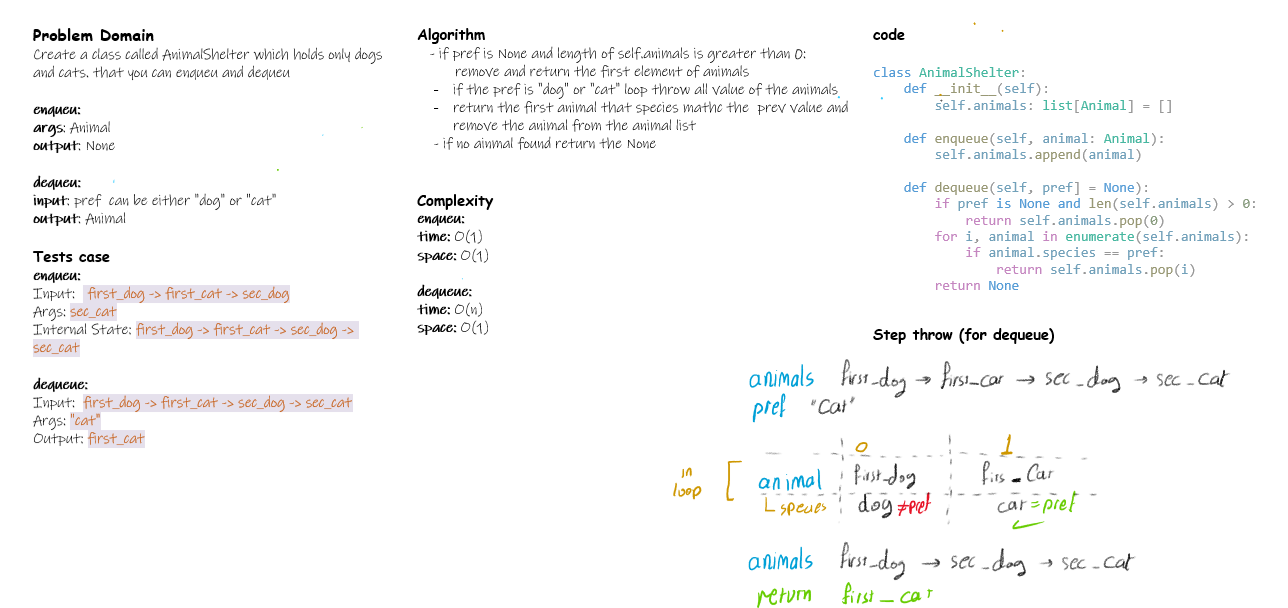 Problem Domain
Create a class called AnimalShelter which holds only dogs
and cats. that you can enqueu and dequeu
enqueu:
args: Animal
output: None
dequeu:
input: pref can be either "dog" or "cat"
output: Animal
Tests case
enqueu:
Input: first_dog -> first_cat -> sec_dog
Args: sec_cat
Internal State: first_dog -> first_cat -> sec_dog ->
sec_cat
dequeue:
Input: first_dog -> first_cat -> sec_dog -> sec_cat
Args: "cat"
Output: first_cat
Algorithm
- if pref is None and length of self.animals is greater than 0:
remove and return the first element of animals
- if the pref is "dog" or "cat" loop throw all value of the animals
- return the first animal that species mathc the prev value and
remove the animal from the animal list
- if no ainmal found return the None
Complexity
enqueu:
time: O(1)
space: O(1)
dequeue:
time: O(n)
space: O(1)
code
class AnimalShelter:
def __init__(self):
self.animals: list[Animal] = []
def enqueue(self, animal: Animal):
self.animals.append(animal)
def dequeue(self, pref] = None):
if pref is None and len(self.animals) > 0:
return self.animals.pop(0)
for i, animal in enumerate(self.animals):
if animal.species == pref:
return self.animals.pop(i)
return None
Step throw (for dequeue)
animals first_dog → first_car → sec_dog → sec_cat
pref "cat"
0 1
in
loop
animal first_dog firs_Car
species dog ≠pref car =pref
animals first_dog → sec_dog → sec_cat
return first_car